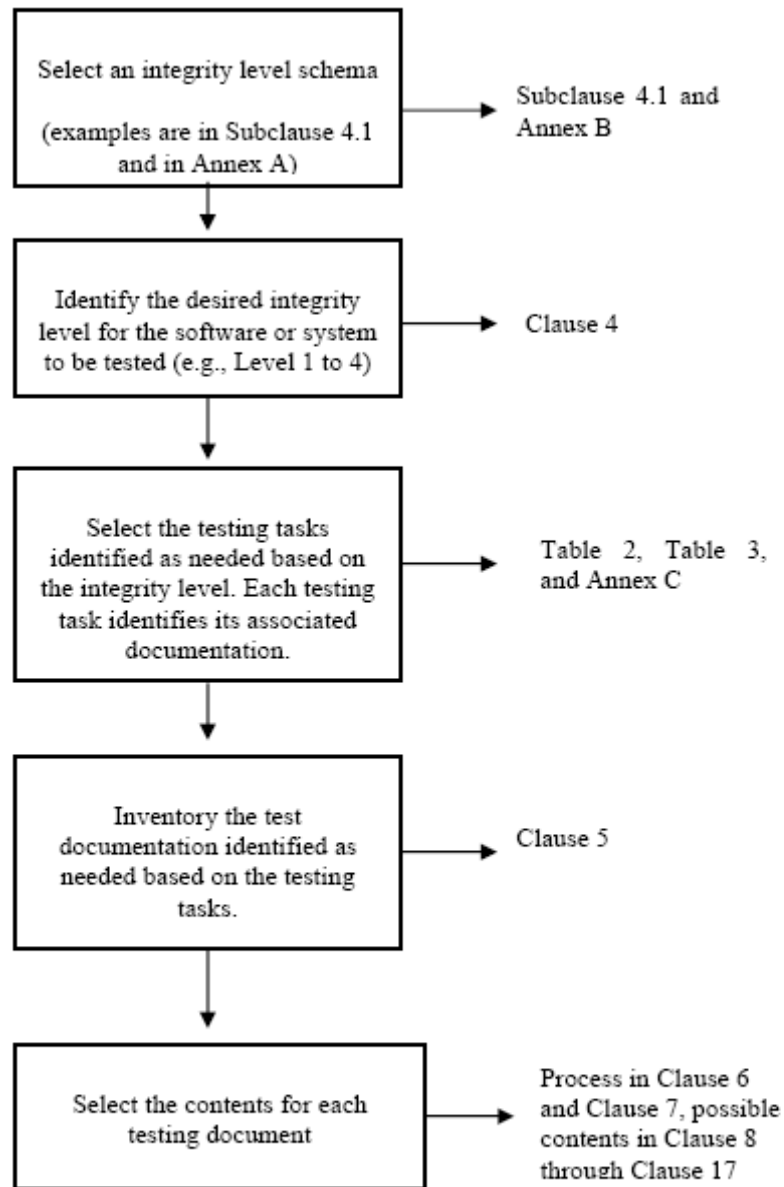 Select an integrity level schema
(examples are in Subclause 4.1
and in Annex A)
Subclause 4.1 and
Annex B
Identify the desired integrity
level for the software or system
to be tested (e.g., Level 1 to 4)
Clause 4
Select the testing tasks
identified as needed based on
the integrity level. Each testing
task identifies its associated
documentation.
Table 2, Table 3,
and Annex C
Inventory the test
documentation identified as
needed based on the testing
tasks.
Clause 5
Select the contents for each
testing document
Process in Clause 6
and Clause 7, possible
contents in Clause 8
through Clause 17